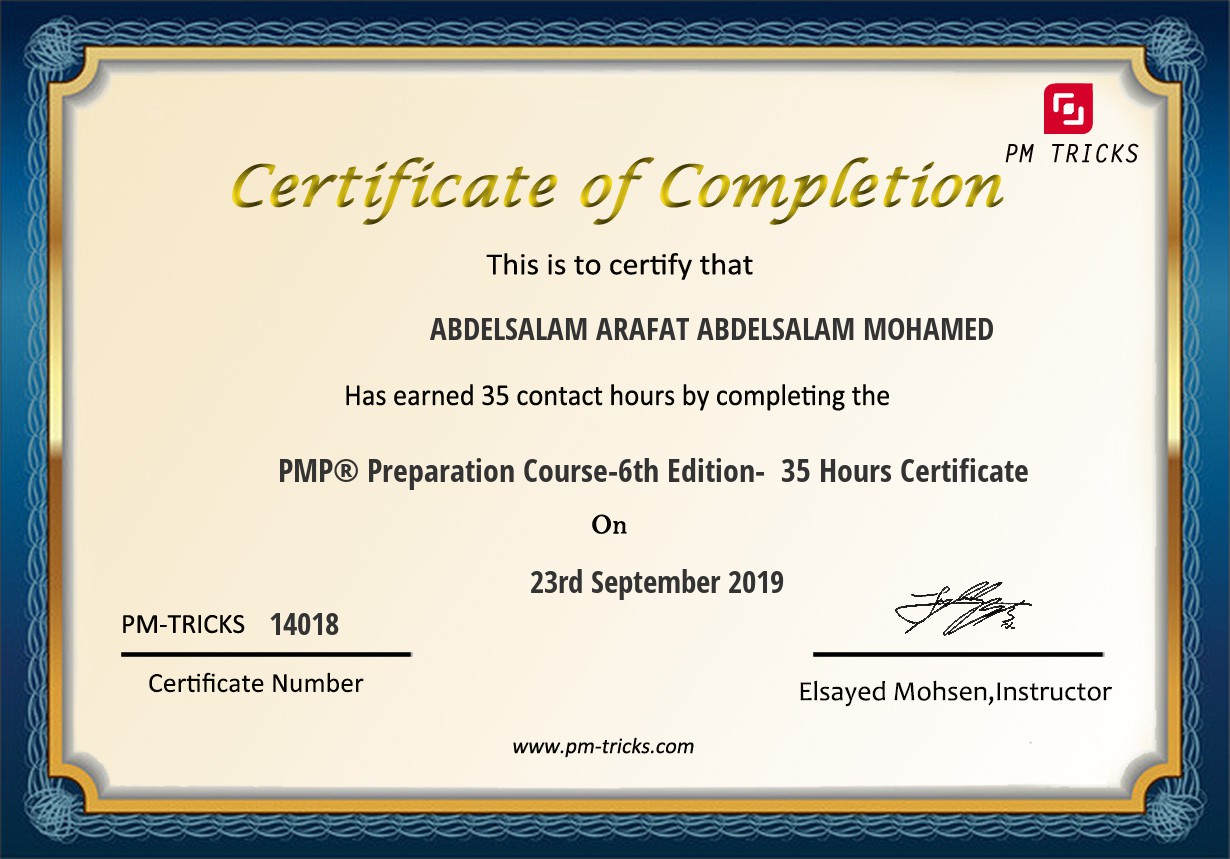 PM TRICKS
Certificate of Completion
This is to certify that
ABDELSALAM ARAFAT ABDELSALAM MOHAMED
Has earned 35 contact hours by completing the
PMP® Preparation Course-6th Edition- 35 Hours Certificate
On
23rd September 2019
PM-TRICKS 14018
Certificate Number
Elsayed Mohsen,Instructor
www.pm-tricks.com